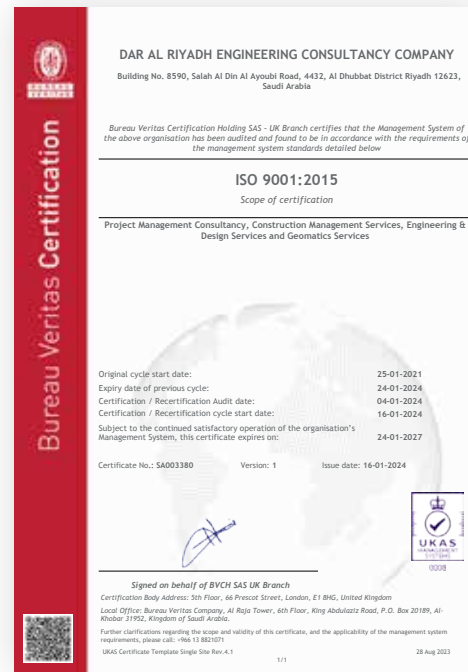 BUREAU
VERITAS
Bureau Veritas Certification
DAR AL RIYADH ENGINEERING CONSULTANCY COMPANY
Building No. 8590, Salah Al Din Al Ayoubi Road, 4432, Al Dhubbat District Riyadh 12623,
Saudi Arabia
Bureau Veritas Certification Holding SAS - UK Branch certifies that the Management System of
the above organisation has been audited and found to be in accordance with the requirements of
the management system standards detailed below
ISO 9001:2015
Scope of certification
Project Management Consultancy, Construction Management Services, Engineering &
Design Services and Geomatics Services
Original cycle start date: 25-01-2021
Expiry date of previous cycle: 24-01-2024
Certification / Recertification Audit date: 04-01-2024
Certification / Recertification cycle start date: 16-01-2024
Subject to the continued satisfactory operation of the organisation's
Management System, this certificate expires on: 24-01-2027
Certificate No.: SA003380 Version: 1 Issue date: 16-01-2024
UKAS
MANAGEMENT
SYSTEMS
0008
Signed on behalf of BVCH SAS UK Branch
Certification Body Address: 5th Floor, 66 Prescot Street, London, E1 8HG, United Kingdom
Local Office: Bureau Veritas Company, Al Raja Tower, 6th Floor, King Abdulaziz Road, P.O. Box 20189, Al-
Khobar 31952, Kingdom of Saudi Arabia.
Further clarifications regarding the scope and validity of this certificate, and the applicability of the management system
requirements, please call: +966 13 8821071
UKAS Certificate Template Single Site Rev.4.1 28 Aug 2023
1/1